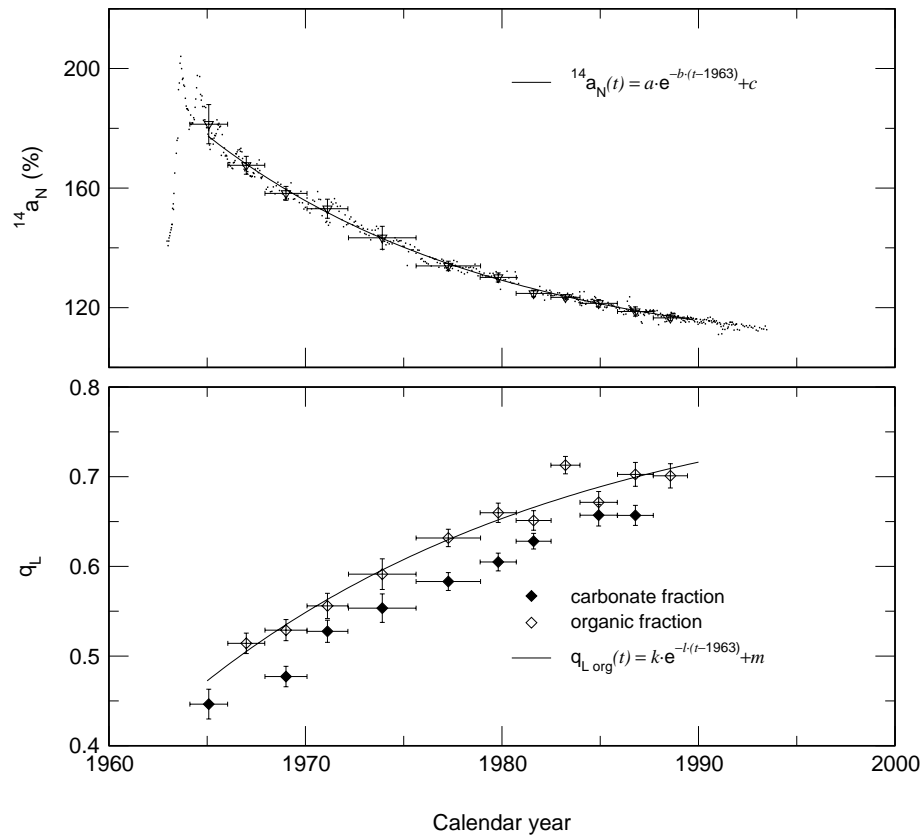 200
160
120
¹⁴a_N (%)
¹⁴a_N(t) = a·e^{−b·(t−1963)}+c
0.8
0.7
0.6
0.5
0.4
q_L
carbonate fraction
organic fraction
q_{L org}(t) = k·e^{−l·(t−1963)}+m
1960 1970 1980 1990 2000
Calendar year